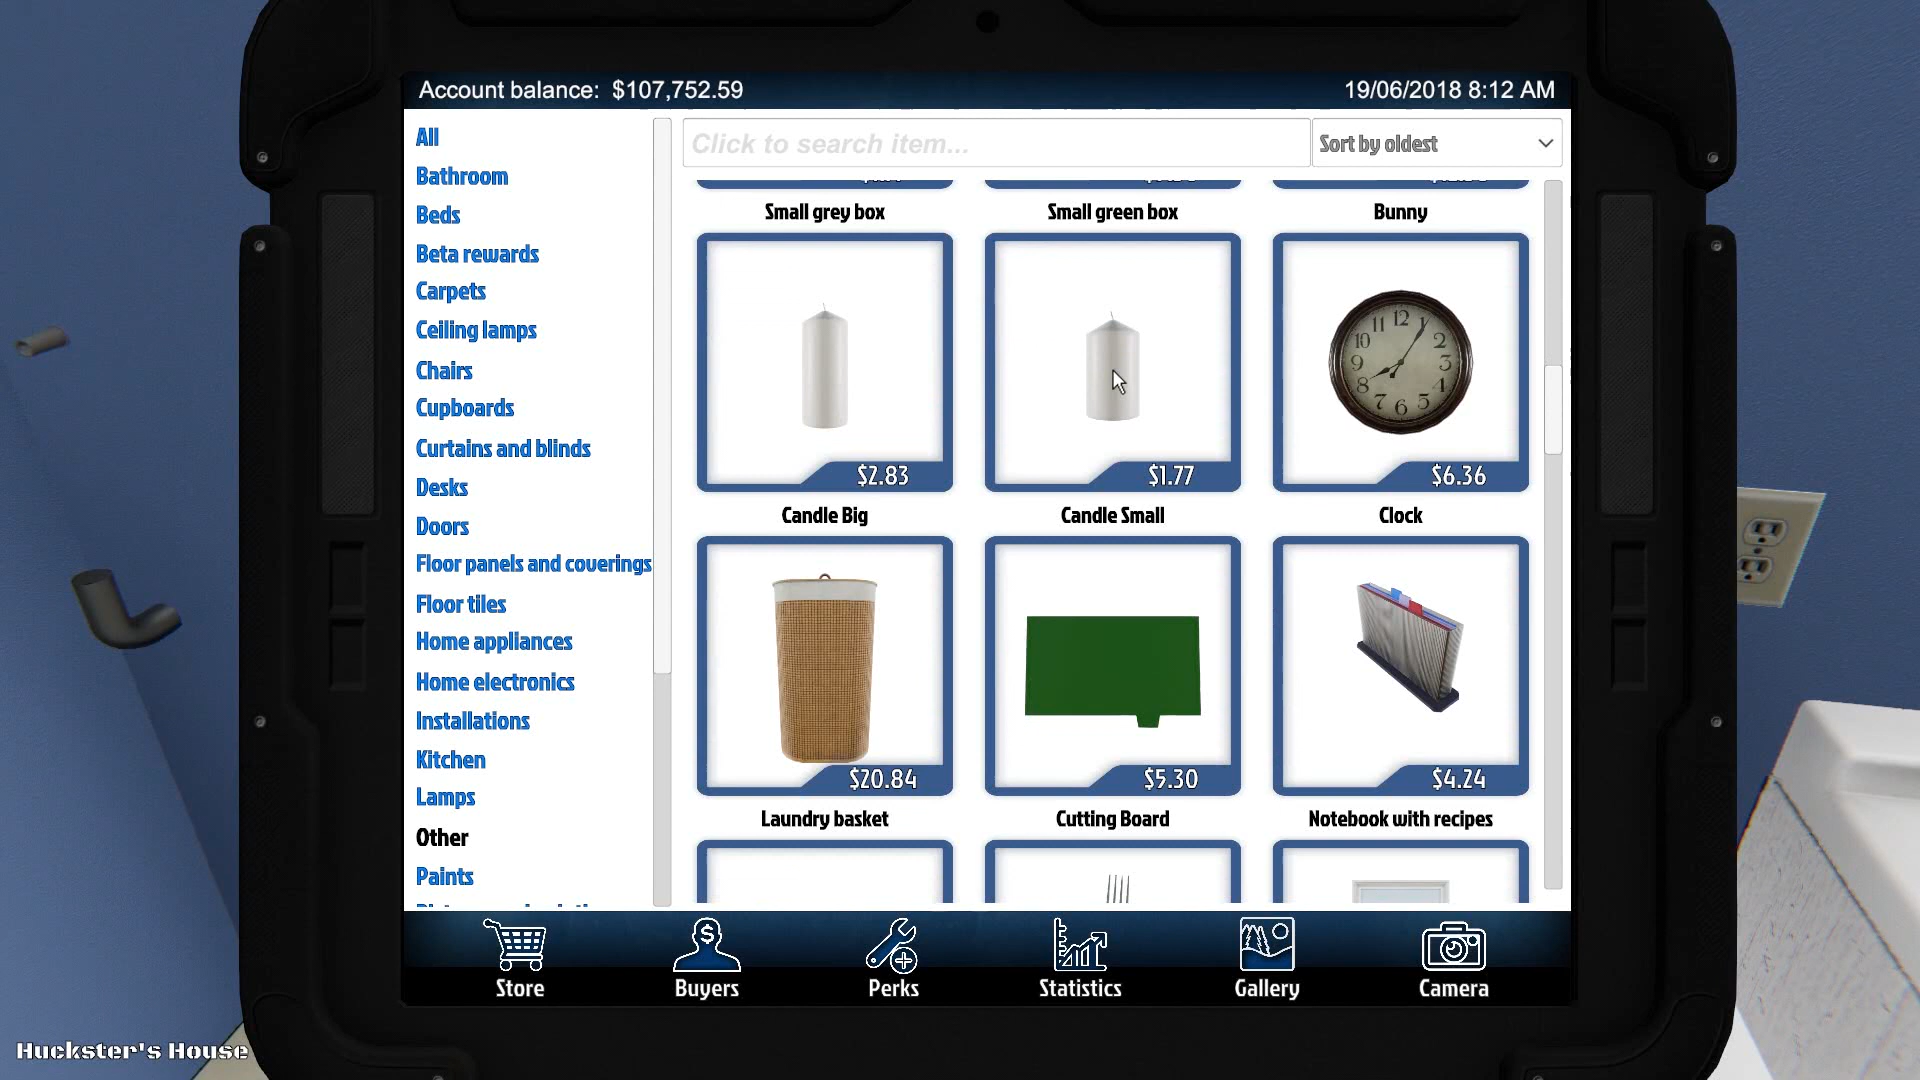 Account balance: $107,752.59
19/06/2018 8:12 AM
All
Bathroom
Beds
Beta rewards
Carpets
Ceiling lamps
Chairs
Cupboards
Curtains and blinds
Desks
Doors
Floor panels and coverings
Floor tiles
Home appliances
Home electronics
Installations
Kitchen
Lamps
Other
Paints
Click to search item...
Sort by oldest
Small grey box
Small green box
Bunny
$2.83
$1.77
$6.36
Candle Big
Candle Small
Clock
$20.84
$5.30
$4.24
Laundry basket
Cutting Board
Notebook with recipes
Store
Buyers
Perks
Statistics
Gallery
Camera
Huckster's House